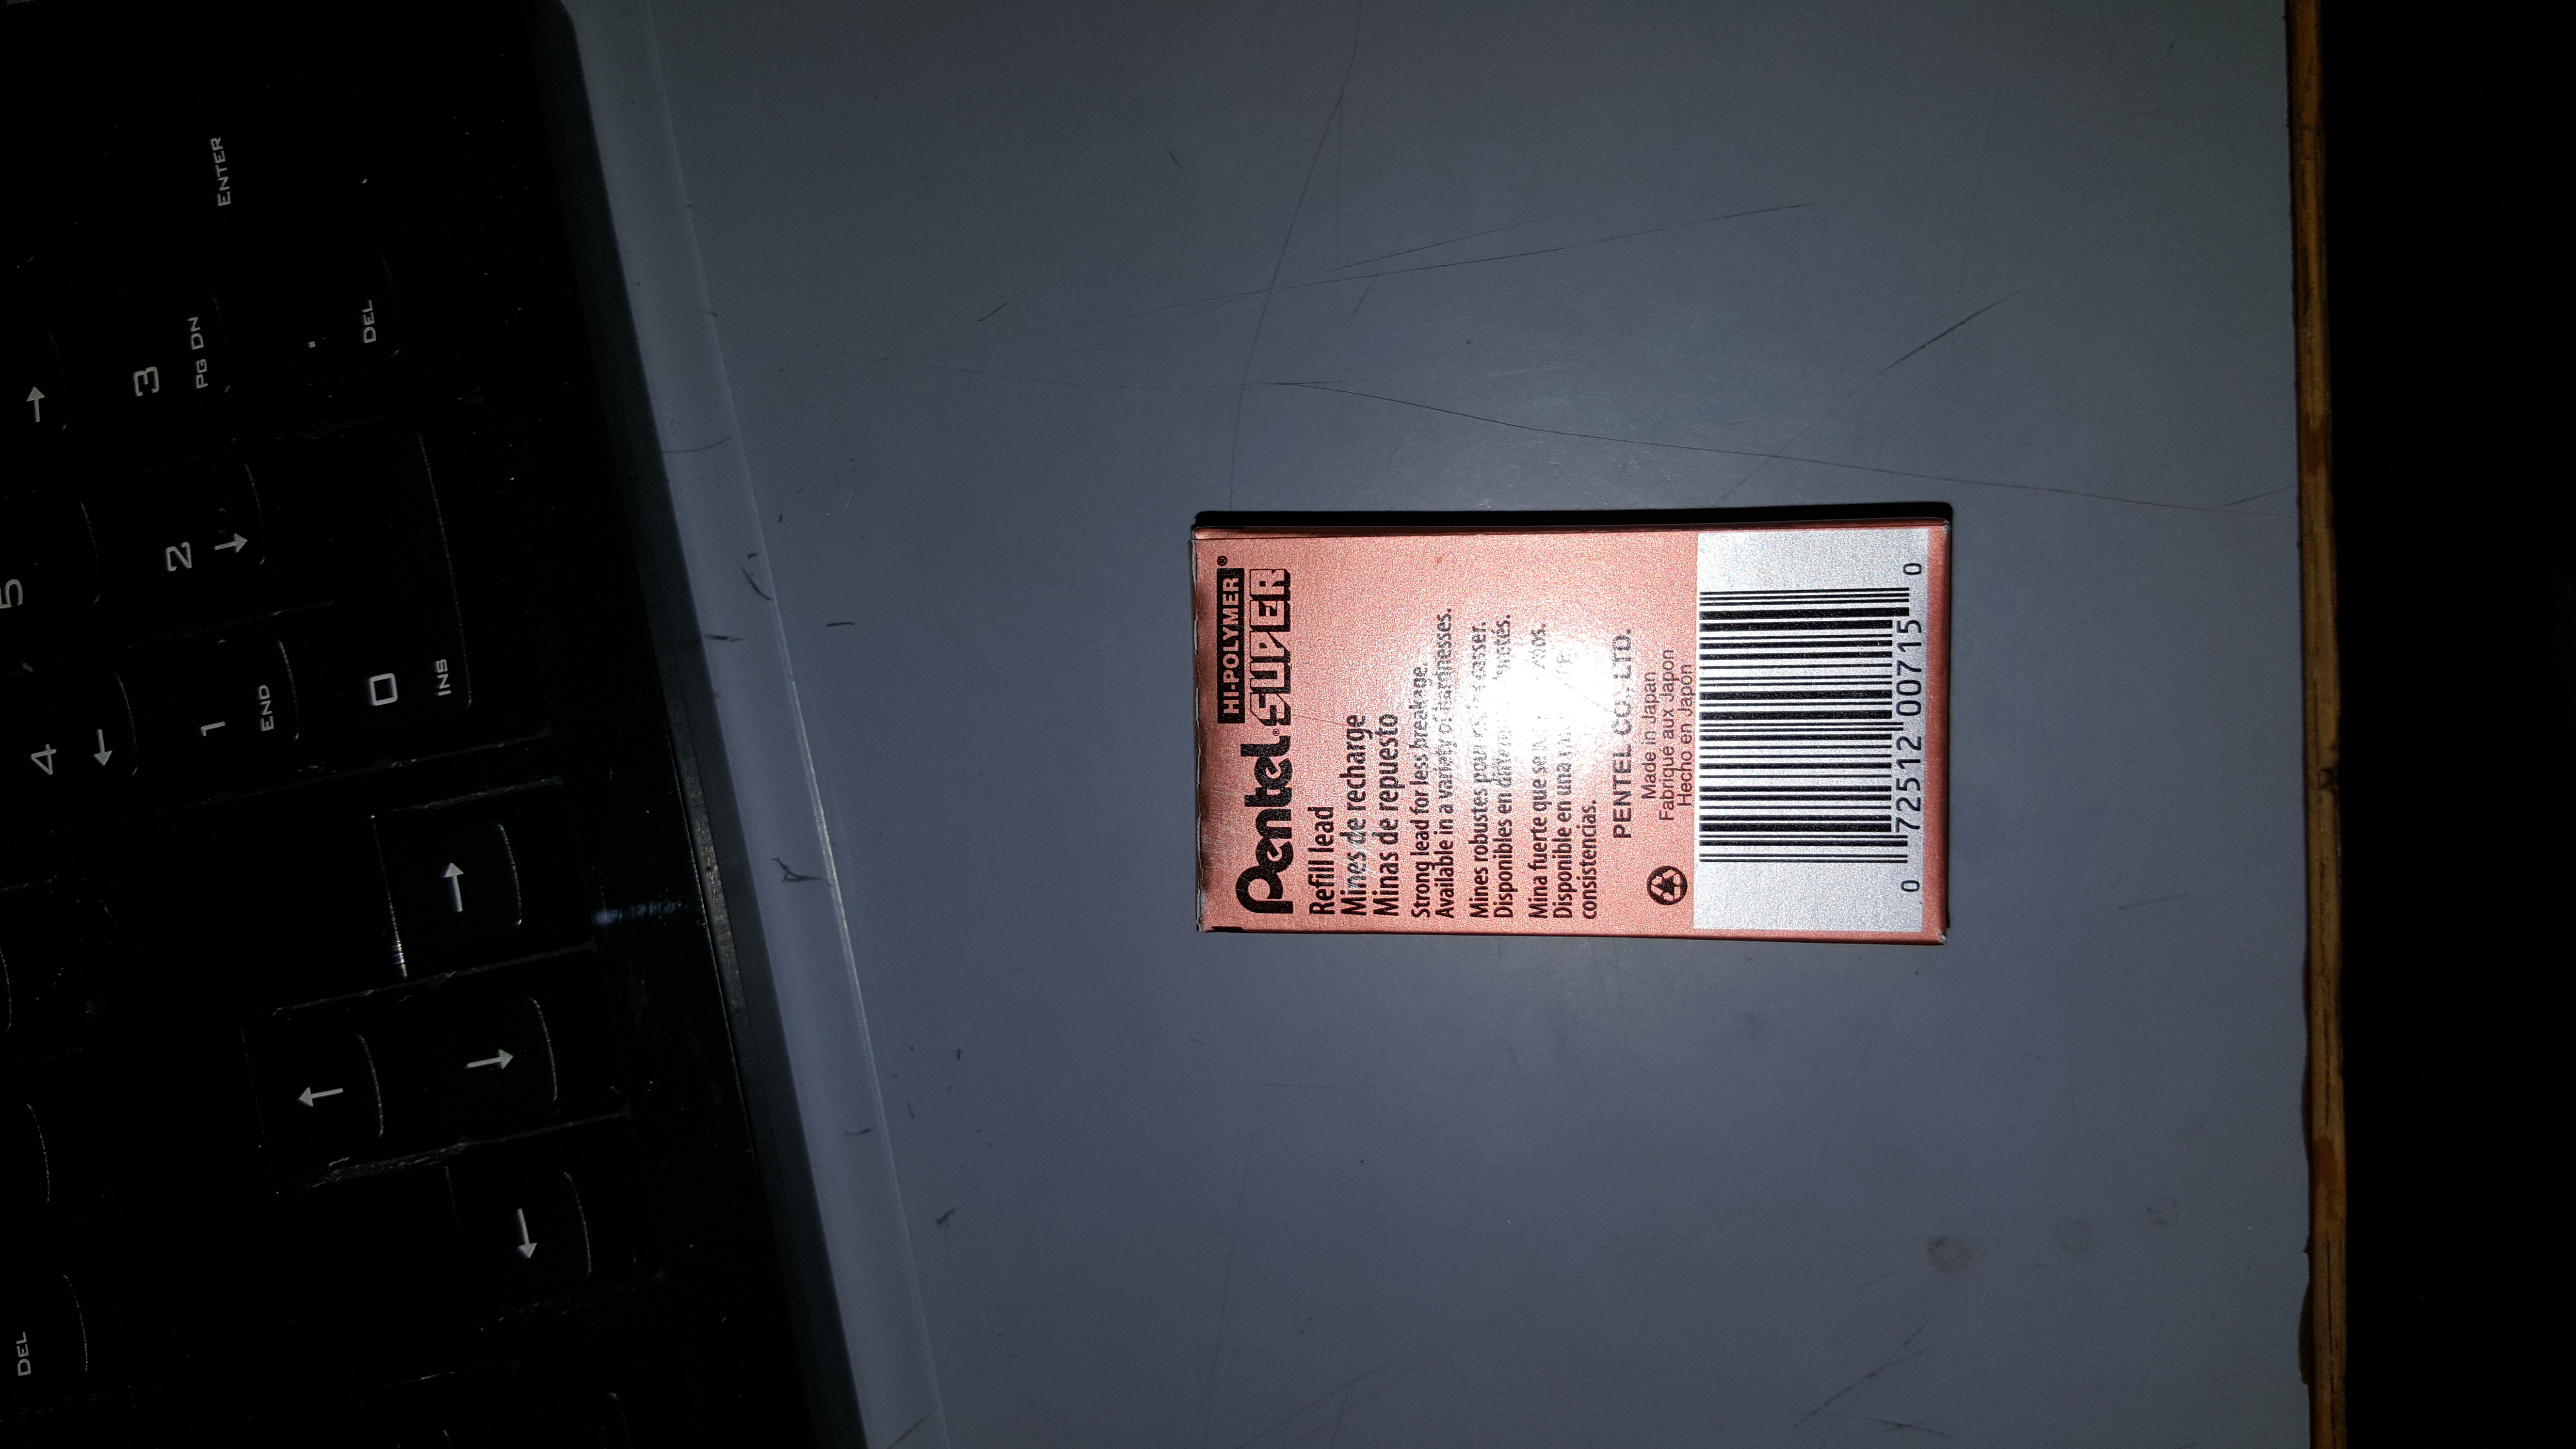 HI-POLYMER®
Pentel SUPER
Refill lead
Mines de recharge
Minas de repuesto
Strong lead for less breakage.
Available in a variety of hardnesses.
Mines robustes pour casser.
Disponibles en
Mina fuerte que se
Disponible en una
consistencias.
PENTEL CO., LTD.
Made in Japan
Fabriqué aux Japon
Hecho en Japon
0 72512 00715 0
5
4 ←
→
1 END
2 ↓
3 PG DN
ENTER
0 INS
. DEL
→
↑
↓
←
DEL